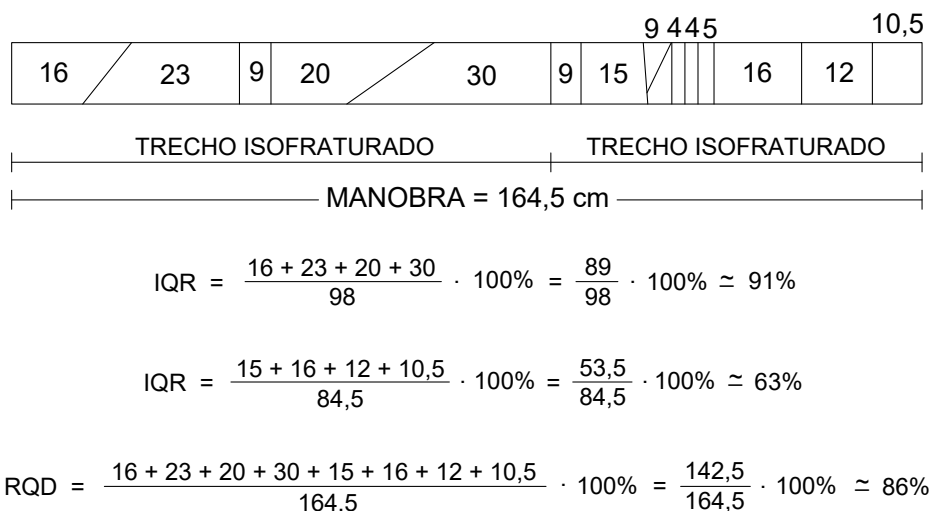 9 4 4 5 10,5
16 23 9 20 30 9 15 16 12
TRECHO ISOFRATURADO TRECHO ISOFRATURADO
MANOBRA = 164,5 cm
IQR = 16 + 23 + 20 + 30 / 98 · 100% = 89 / 98 · 100% ≃ 91%
IQR = 15 + 16 + 12 + 10,5 / 84,5 · 100% = 53,5 / 84,5 · 100% ≃ 63%
RQD = 16 + 23 + 20 + 30 + 15 + 16 + 12 + 10,5 / 164,5 · 100% = 142,5 / 164,5 · 100% ≃ 86%